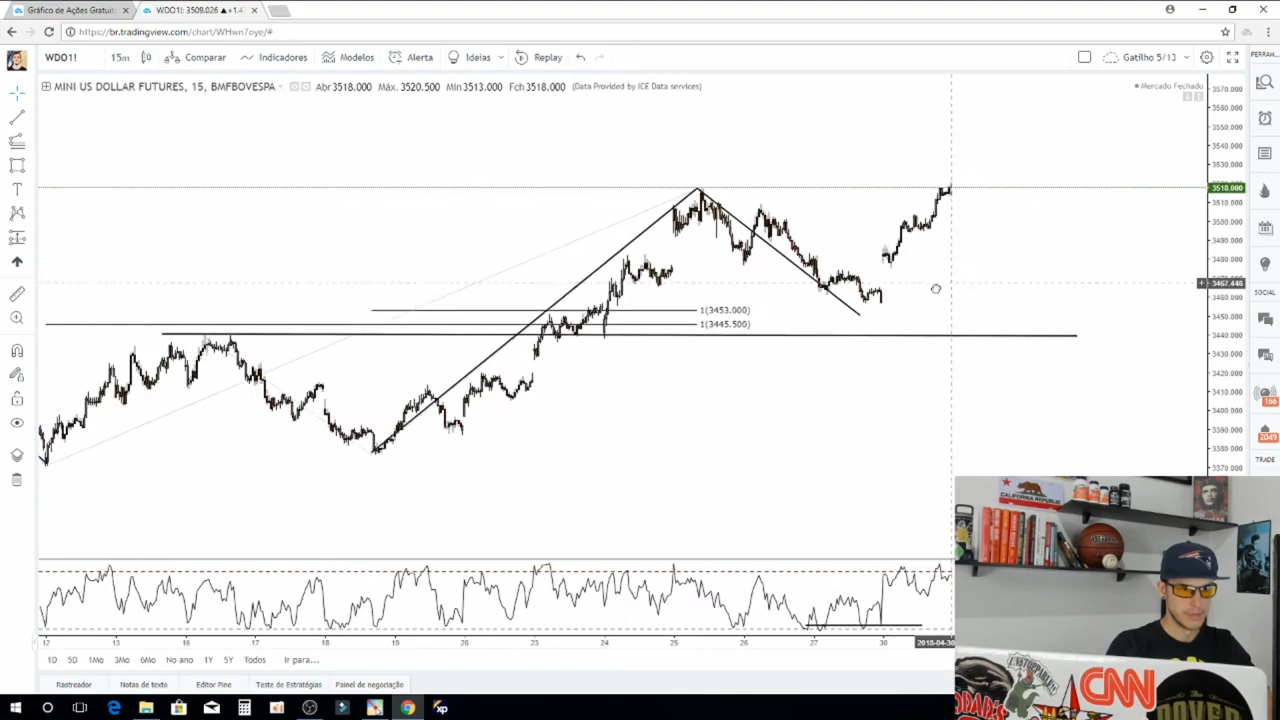 Gráfico de Ações Gratuit
WDO1!: 3509.026 ▲+1.4
https://br.tradingview.com/chart/WHwn7oye/#
WDO1!
15m
Comparar
Indicadores
Modelos
Alerta
Ideias
Replay
Gatilho 5/13
FERRAM...
MINI US DOLLAR FUTURES, 15, BMFBOVESPA
Abr 3518.000 Máx. 3520.500 Mín 3513.000 Fch 3518.000 (Data Provided by ICE Data services)
Mercado Fechado
3570.000
3560.000
3550.000
3540.000
3530.000
3518.000
3510.000
3500.000
3490.000
3480.000
3467.446
3460.000
3450.000
3440.000
3430.000
3420.000
3410.000
3400.000
3390.000
3380.000
3370.000
1(3453.000)
1(3445.500)
SOCIAL
166
2049
TRADE
12 13 16 17 18 19 20 23 24 25 26 27 30 2018-04-30
1D 5D 1Mo 3Mo 6Mo No ano 1Y 5Y Todos Ir para...
Rastreador
Notas de texto
Editor Pine
Teste de Estratégias
Painel de negociação
CALIFORNIA REPUBLIC
Wilson
UNSTOPPABLE
CNN
xp